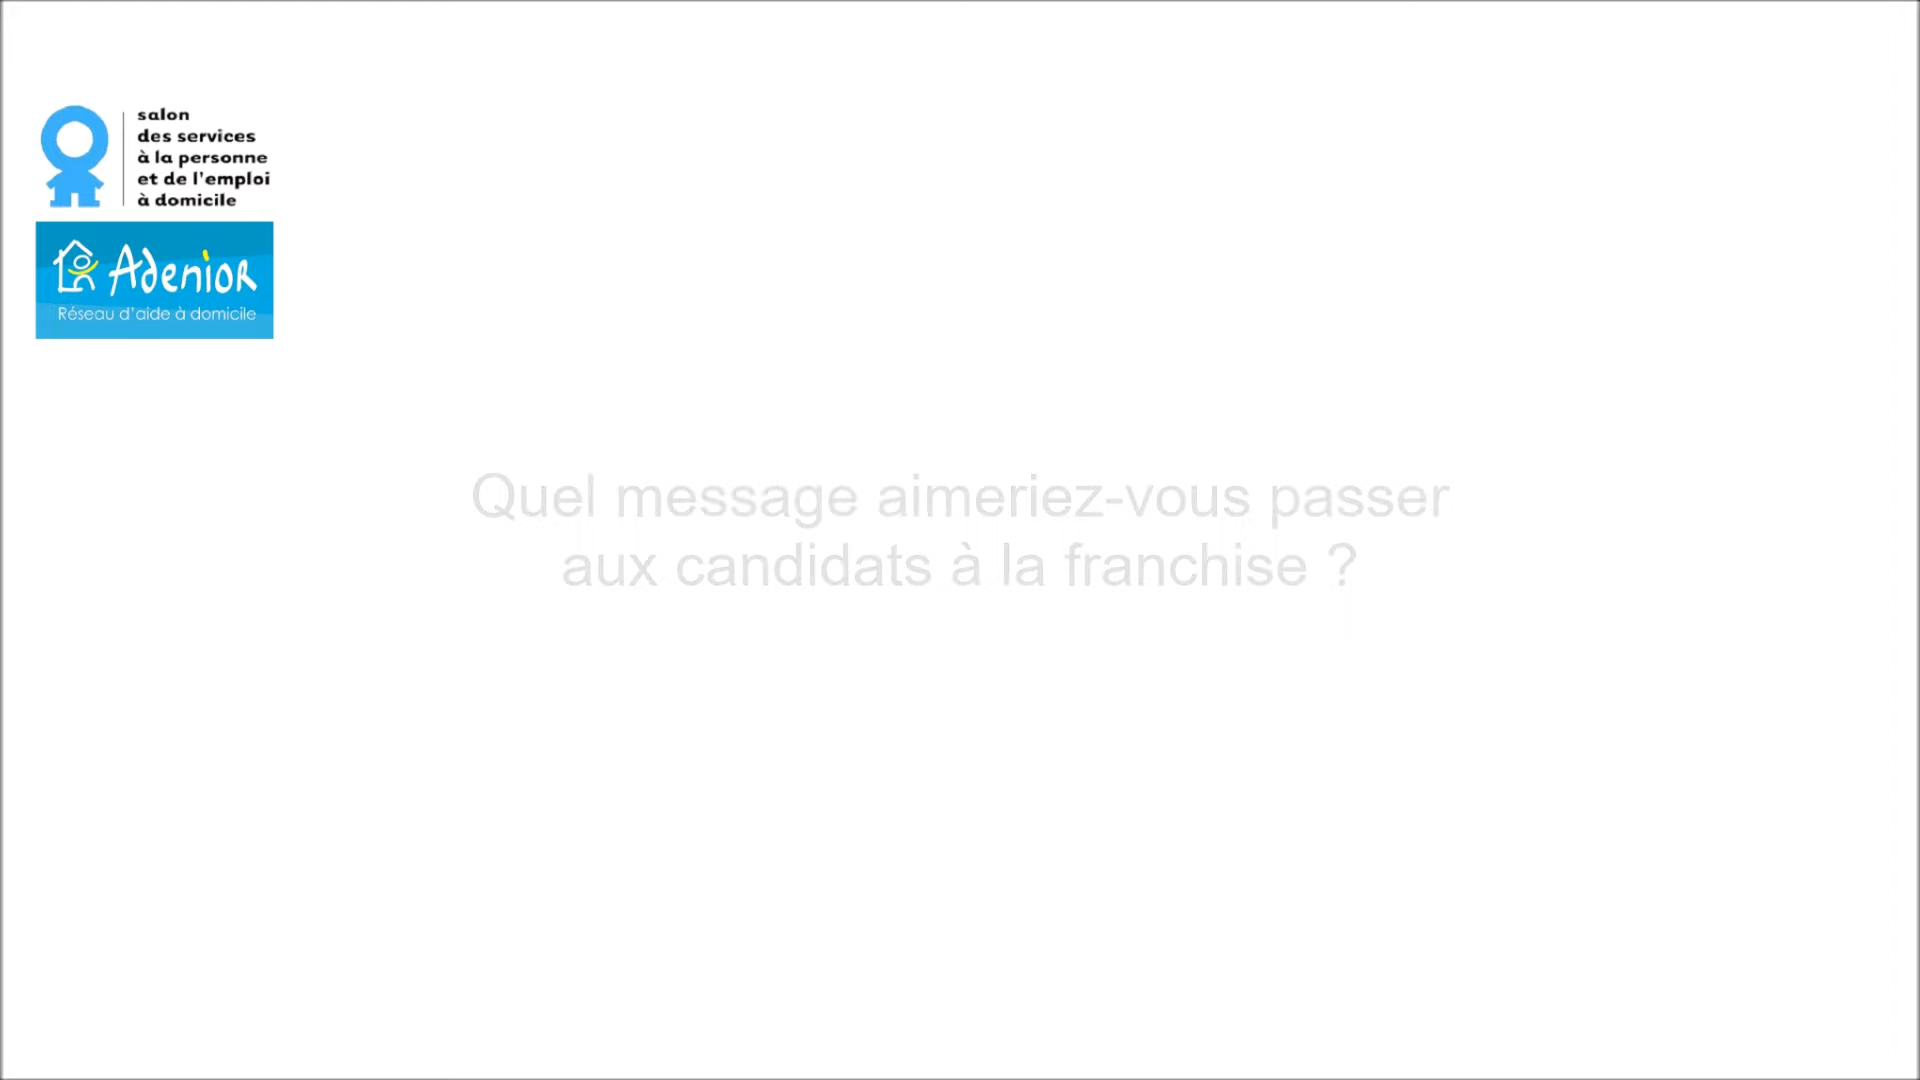 salon
des services
à la personne
et de l'emploi
à domicile
Adenior
Réseau d'aide à domicile
Quel message aimeriez-vous passer
aux candidats à la franchise ?